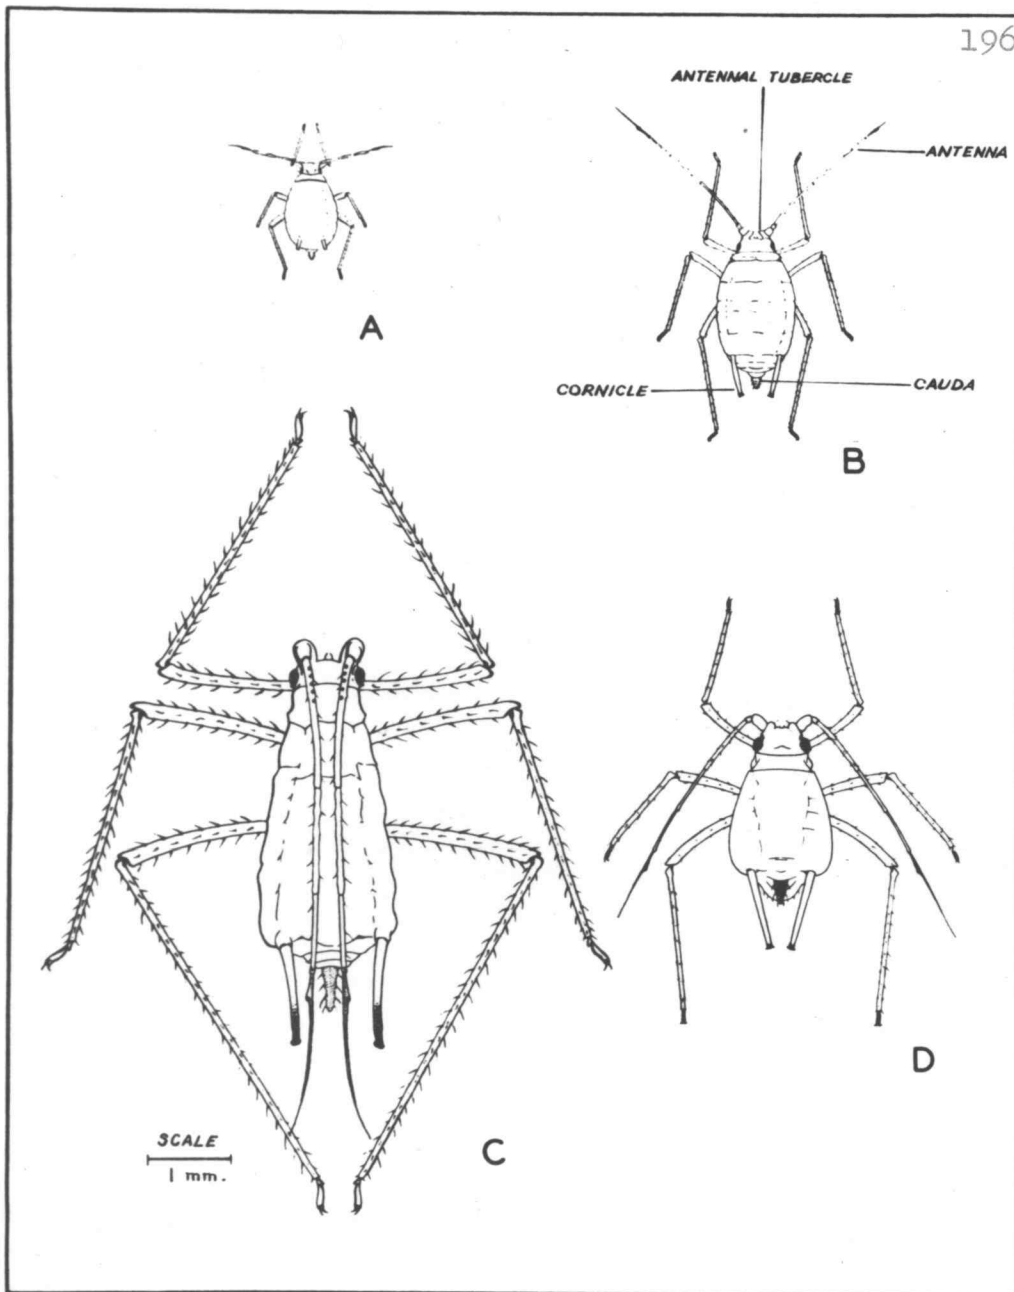 196
ANTENNAL TUBERCLE
ANTENNA
A
CORNICLE
CAUDA
B
SCALE
1 mm.
C
D